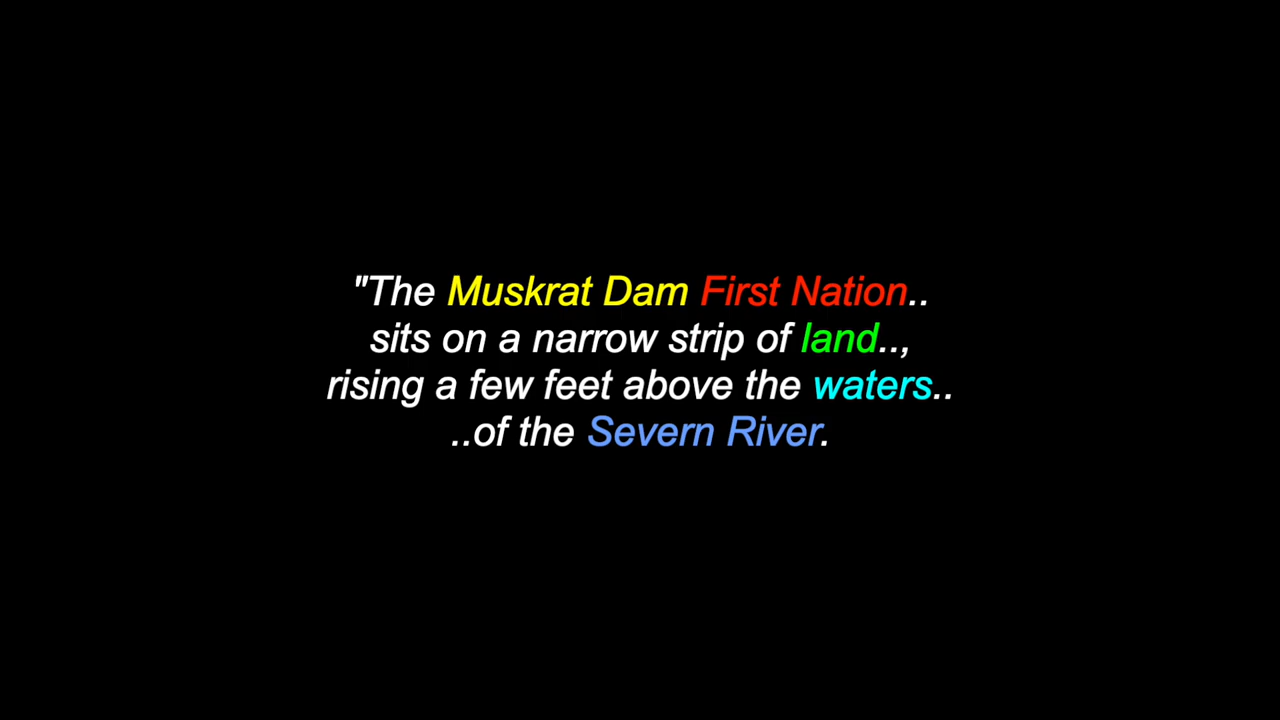 "The Muskrat Dam First Nation..
sits on a narrow strip of land..,
rising a few feet above the waters..
..of the Severn River.